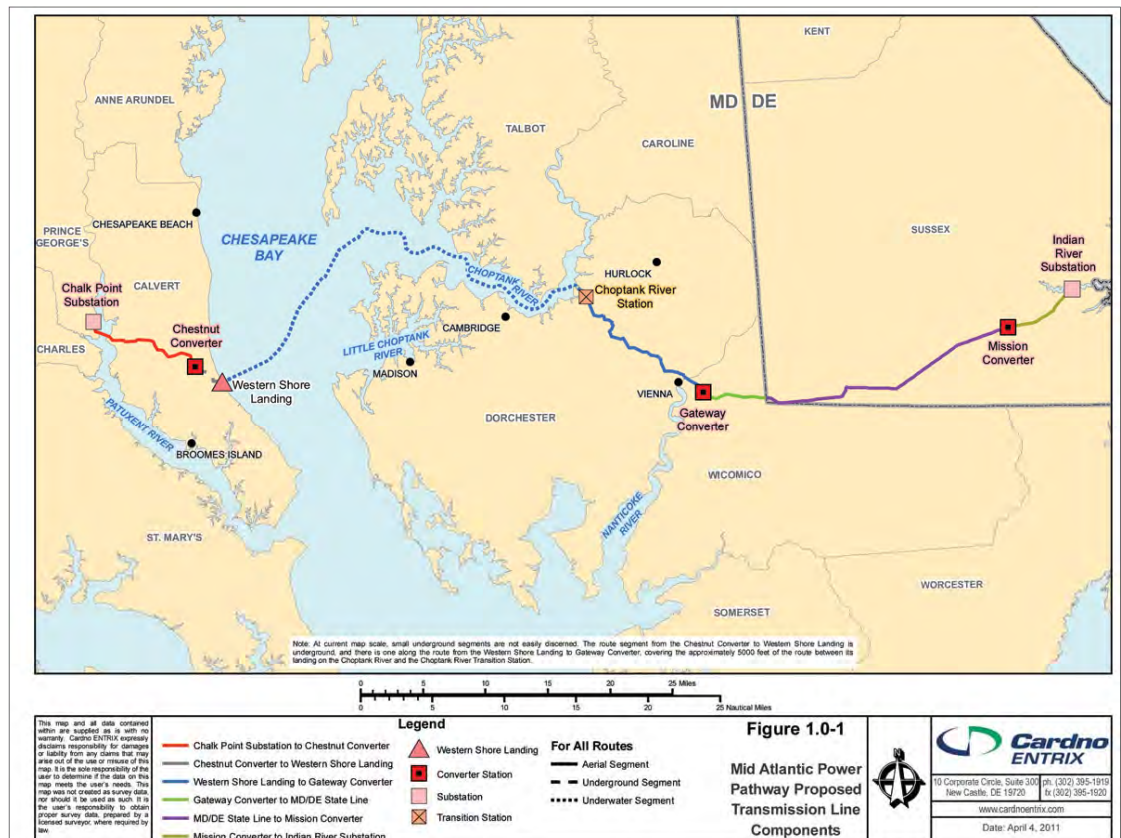 KENT
ANNE ARUNDEL
MD DE
TALBOT
CAROLINE
CHESAPEAKE BEACH
PRINCE
GEORGE'S
CHESAPEAKE
BAY
SUSSEX
Indian
River
Substation
CALVERT
Chalk Point
Substation
CHOPTANK
RIVER
HURLOCK
Choptank River
Station
Chestnut
Converter
CAMBRIDGE
LITTLE CHOPTANK
RIVER
Mission
Converter
CHARLES
MADISON
Western Shore
Landing
VIENNA
Gateway
Converter
DORCHESTER
PATUXENT RIVER
BROOMES ISLAND
WICOMICO
NANTICOKE
RIVER
ST. MARY'S
WORCESTER
SOMERSET
Note: At current map scale, small underground segments are not easily discerned. The route segment from the Chestnut Converter to Western Shore Landing is
underground, and there is one along the route from the Western Shore Landing to Gateway Converter, covering the approximately 5000 feet of the route between its
landing on the Choptank River and the Choptank River Transition Station.
0 5 10 15 20 25 Miles
0 5 10 15 20 25 Nautical Miles
This map and all data contained
within are supplied as is with no
warranty. Cardno ENTRIX expressly
disclaims responsibility for damages
or liability from any claims that may
arise out of the use or misuse of this
map. It is the sole responsibility of the
user to determine if the data on this
map meets the user's needs. This
map was not created as survey data,
nor should it be used as such. It is
the user's responsibility to obtain
proper survey data, prepared by a
licensed surveyor, where required by
law.
Legend
Chalk Point Substation to Chestnut Converter
Chestnut Converter to Western Shore Landing
Western Shore Landing to Gateway Converter
Gateway Converter to MD/DE State Line
MD/DE State Line to Mission Converter
Mission Converter to Indian River Substation
Western Shore Landing
Converter Station
Substation
Transition Station
For All Routes
Aerial Segment
Underground Segment
Underwater Segment
Figure 1.0-1
Mid Atlantic Power
Pathway Proposed
Transmission Line
Components
Cardno
ENTRIX
10 Corporate Circle, Suite 300
New Castle, DE 19720
ph. (302) 395-1919
fx (302) 395-1920
www.cardnoentrix.com
Date: April 4, 2011